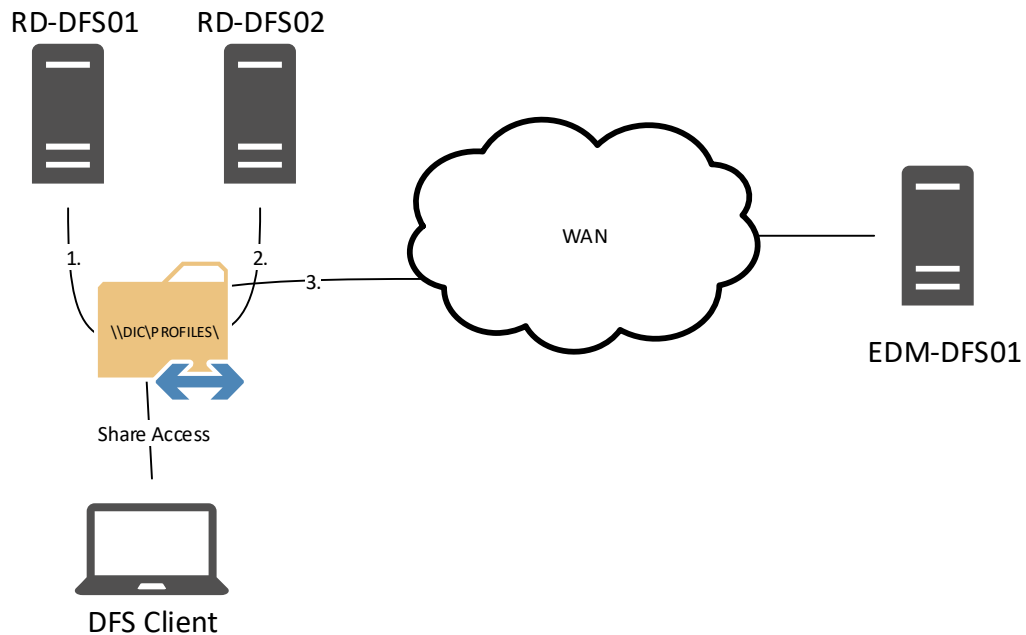 RD-DFS01
RD-DFS02
WAN
1.
2.
3.
\\DIC\PROFILES\
EDM-DFS01
Share Access
DFS Client